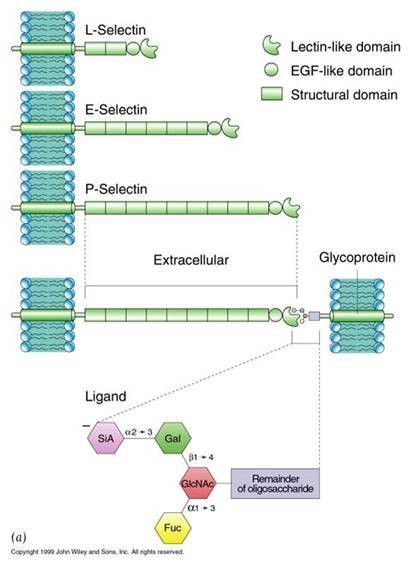 L-Selectin
Lectin-like domain
EGF-like domain
Structural domain
E-Selectin
P-Selectin
Extracellular
Glycoprotein
Ligand
–
SiA
α2→3
Gal
β1→4
GlcNAc
Remainder
of oligosaccharide
α1→3
Fuc
(a)
Copyright 1999 John Wiley and Sons, Inc. All rights reserved.